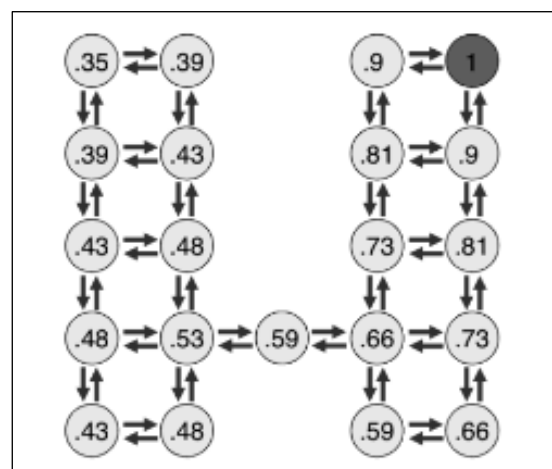 .35 .39 .9 1
.39 .43 .81 .9
.43 .48 .73 .81
.48 .53 .59 .66 .73
.43 .48 .59 .66